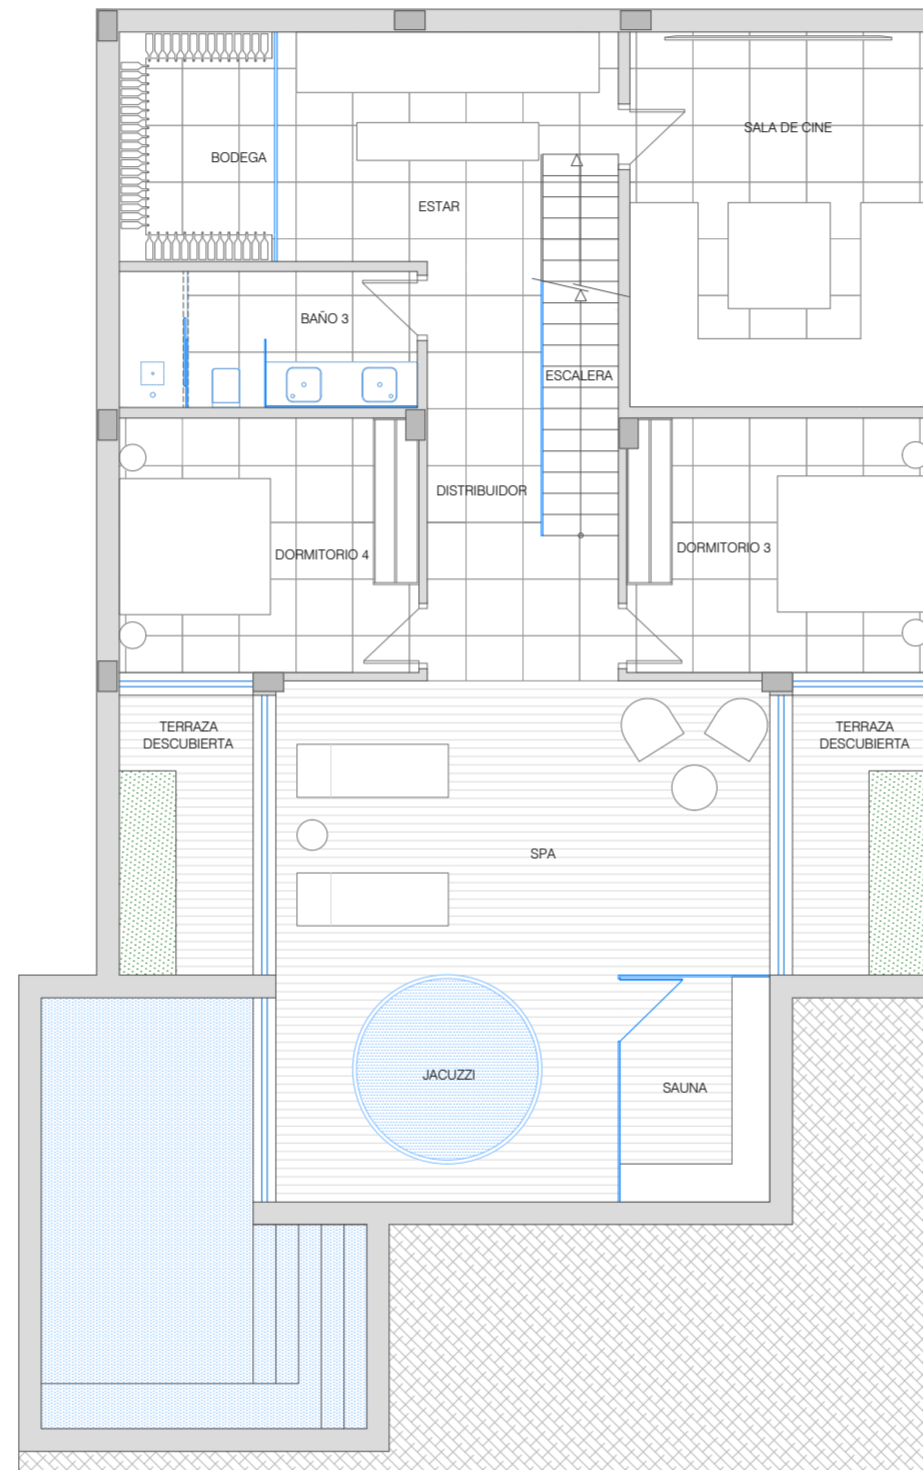 SALA DE CINE
BODEGA
ESTAR
BAÑO 3
ESCALERA
DISTRIBUIDOR
DORMITORIO 4
DORMITORIO 3
TERRAZA
DESCUBIERTA
TERRAZA
DESCUBIERTA
SPA
JACUZZI
SAUNA